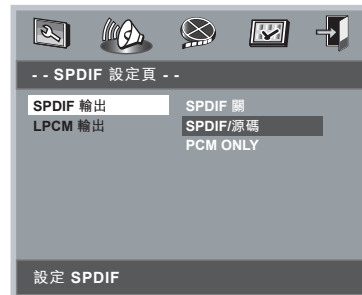 - - SPDIF 設定頁 - -
SPDIF 輸出
SPDIF 關
LPCM 輸出
SPDIF/源碼
PCM ONLY
設定 SPDIF